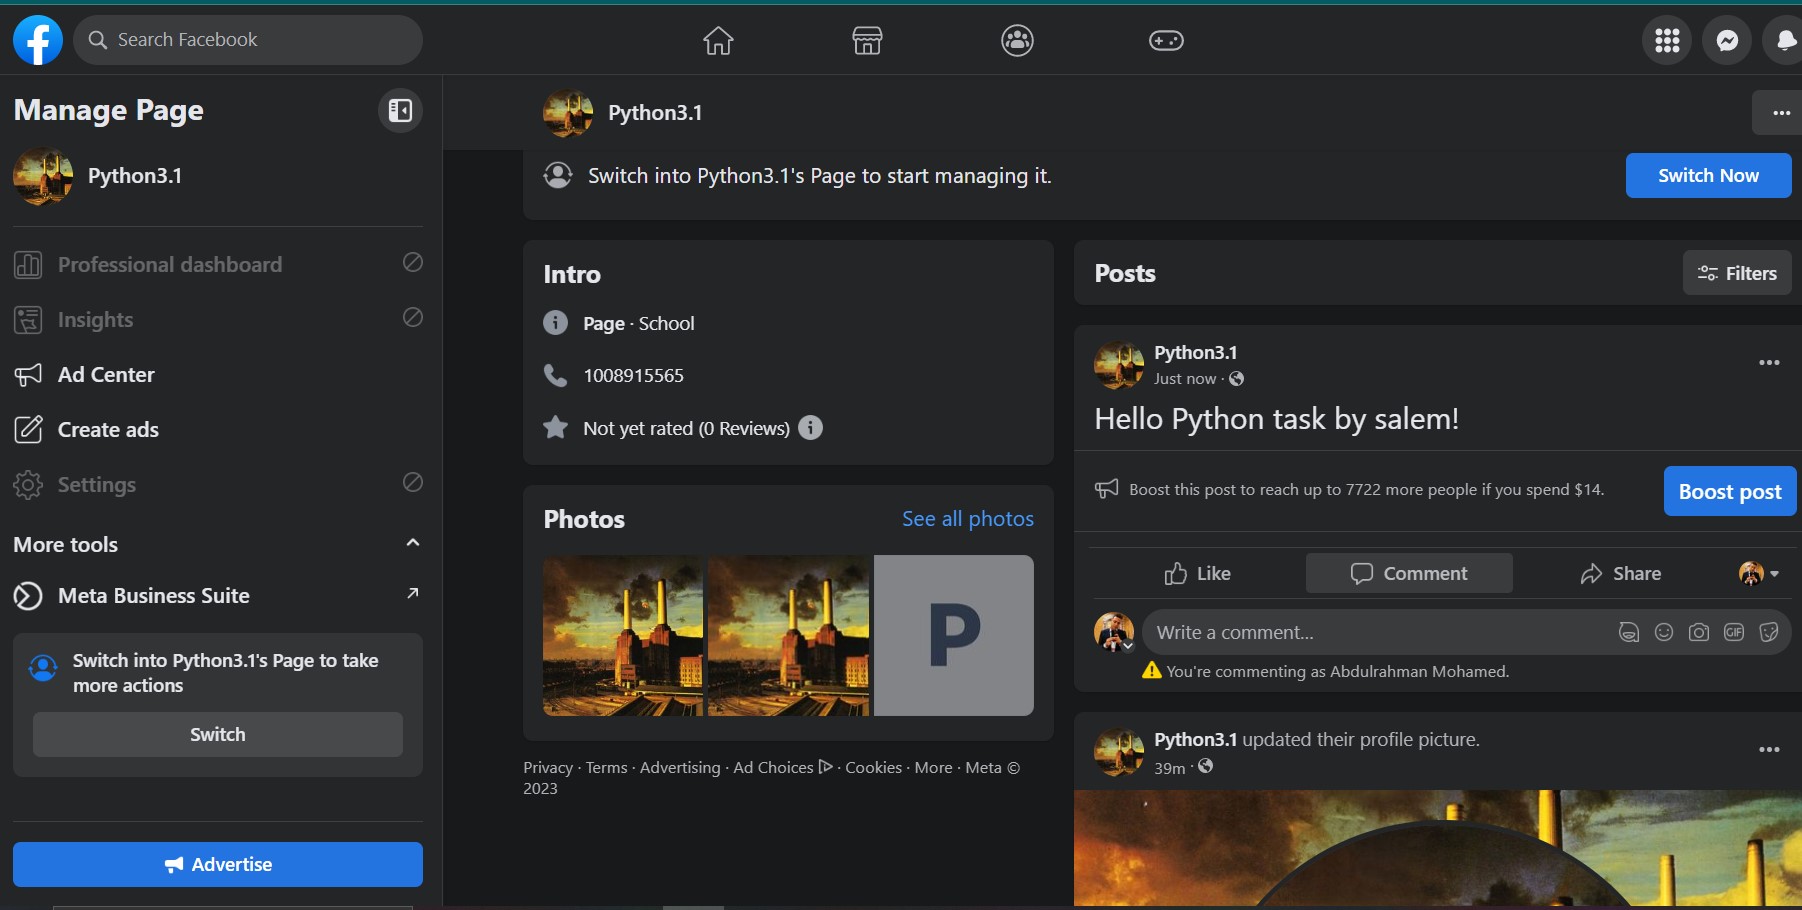 Search Facebook
Manage Page
Python3.1
Professional dashboard
Insights
Ad Center
Create ads
Settings
More tools
Meta Business Suite
Switch into Python3.1's Page to take
more actions
Switch
Advertise
Python3.1
Switch into Python3.1's Page to start managing it.
Switch Now
Intro
Page · School
1008915565
Not yet rated (0 Reviews)
Photos
See all photos
P
Privacy · Terms · Advertising · Ad Choices · Cookies · More · Meta ©
2023
Posts
Filters
Python3.1
Just now ·
Hello Python task by salem!
Boost this post to reach up to 7722 more people if you spend $14.
Boost post
Like
Comment
Share
Write a comment...
GIF
You're commenting as Abdulrahman Mohamed.
Python3.1 updated their profile picture.
39m ·